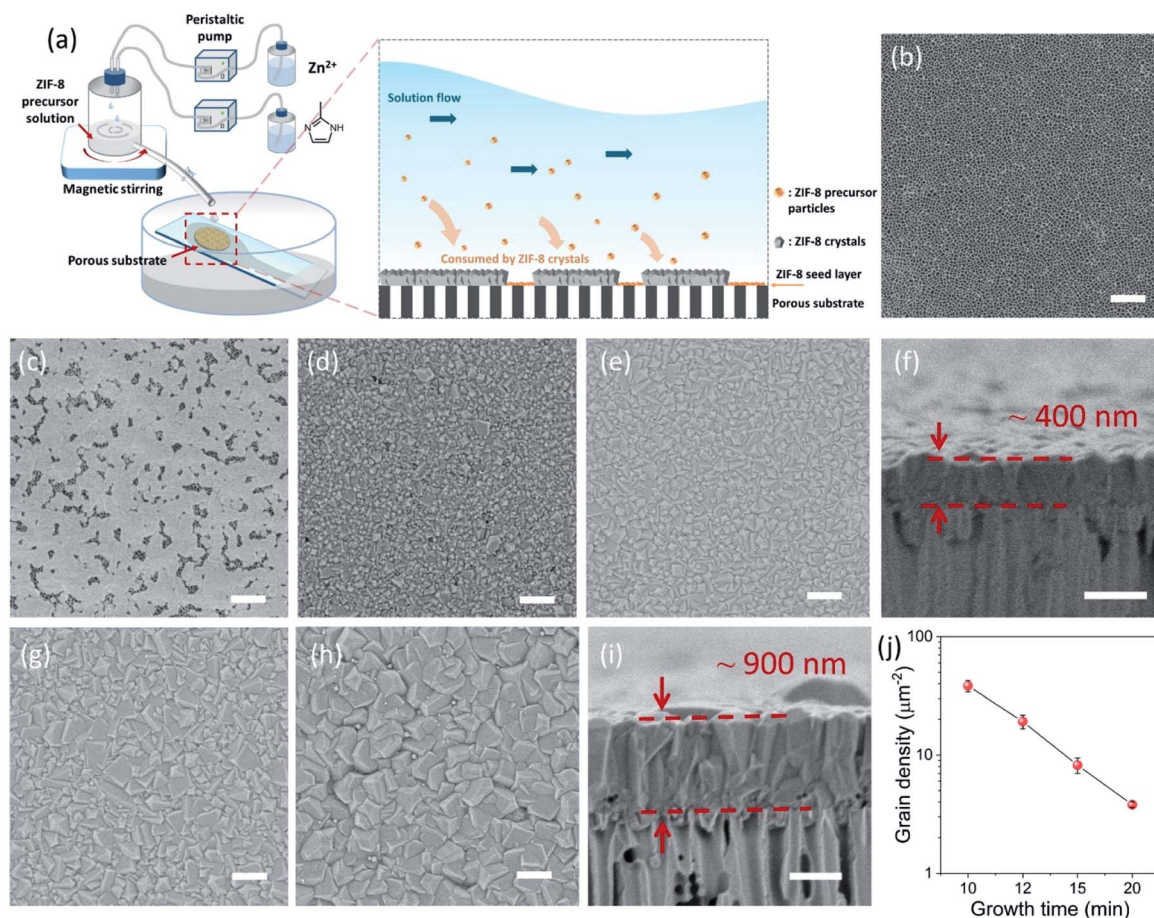 (a)
Peristaltic
pump
Zn²⁺
ZIF-8
precursor
solution
N
NH
Magnetic stirring
Porous substrate
Solution flow
Consumed by ZIF-8 crystals
: ZIF-8 precursor
particles
: ZIF-8 crystals
ZIF-8 seed layer
Porous substrate
(b)
(c)
(d)
(e)
(f)
~ 400 nm
(g)
(h)
(i)
~ 900 nm
(j)
100
10
1
Grain density (μm⁻²)
10 12 15 20
Growth time (min)